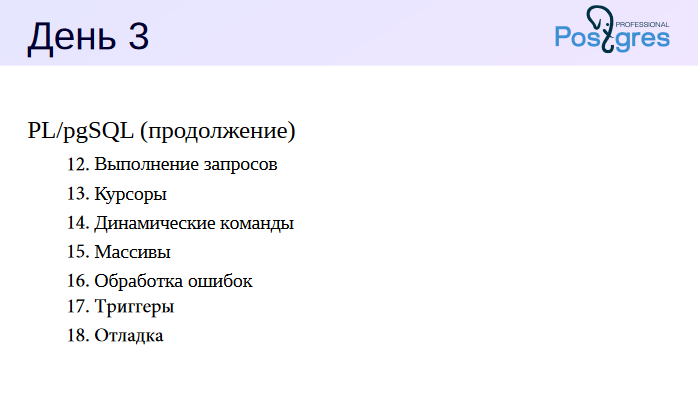 День 3
PROFESSIONAL
Postgres
PL/pgSQL (продолжение)
12. Выполнение запросов
13. Курсоры
14. Динамические команды
15. Массивы
16. Обработка ошибок
17. Триггеры
18. Отладка